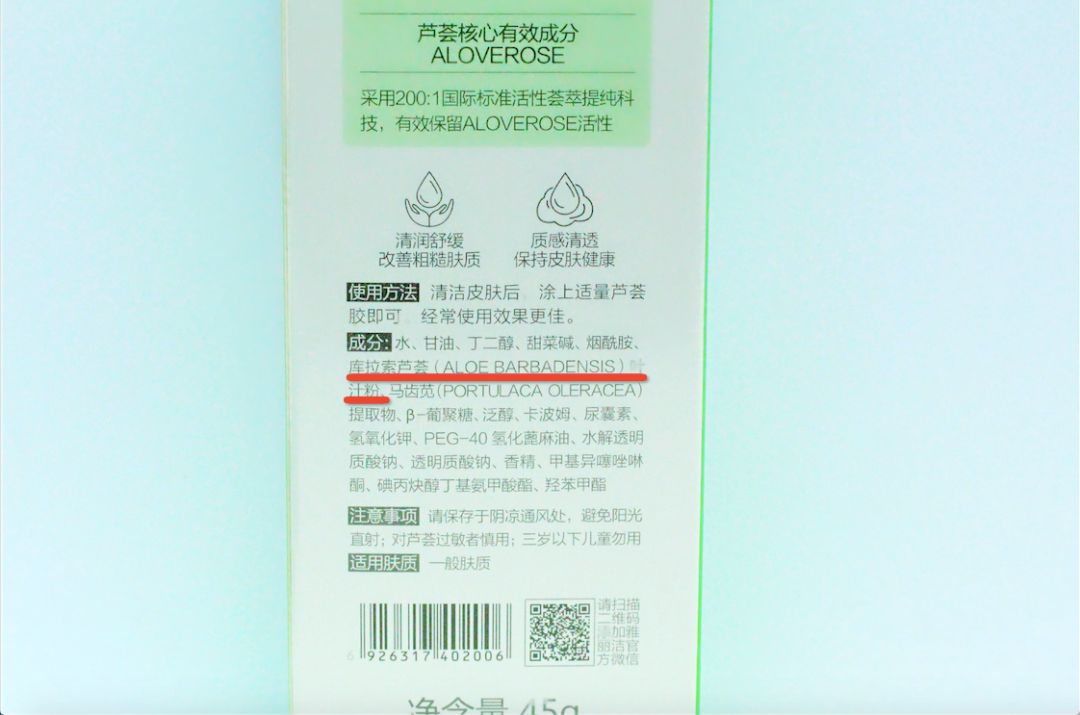 芦荟核心有效成分
ALOVEROSE
采用200:1国际标准活性荟萃提纯科
技，有效保留ALOVEROSE活性
清润舒缓
改善粗糙肤质
质感清透
保持皮肤健康
使用方法 清洁皮肤后，涂上适量芦荟
胶即可，经常使用效果更佳。
成分:水、甘油、丁二醇、甜菜碱、烟酰胺、
库拉索芦荟（ALOE BARBADENSIS）叶
汁粉、马齿苋(PORTULACA OLERACEA)
提取物、β-葡聚糖、泛醇、卡波姆、尿囊素、
氢氧化钾、PEG-40 氢化蓖麻油、水解透明
质酸钠、透明质酸钠、香精、甲基异噻唑啉
酮、碘丙炔醇丁基氨甲酸酯、羟苯甲酯
注意事项 请保存于阴凉通风处，避免阳光
直射；对芦荟过敏者慎用；三岁以下儿童勿用
适用肤质 一般肤质
6 926317 402006
请扫描
二维码
添加雅
丽洁官
方微信
净含量 45g